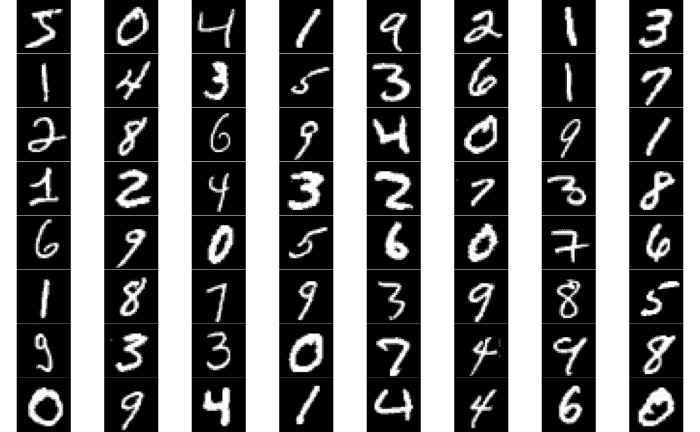 5 0 4 1 9 2 1 3
1 4 3 5 3 6 1 7
2 8 6 9 4 0 9 1
1 2 4 3 2 7 3 8
6 9 0 5 6 0 7 6
1 8 7 9 3 9 8 5
9 3 3 0 7 4 9 8
0 9 4 1 4 4 6 0